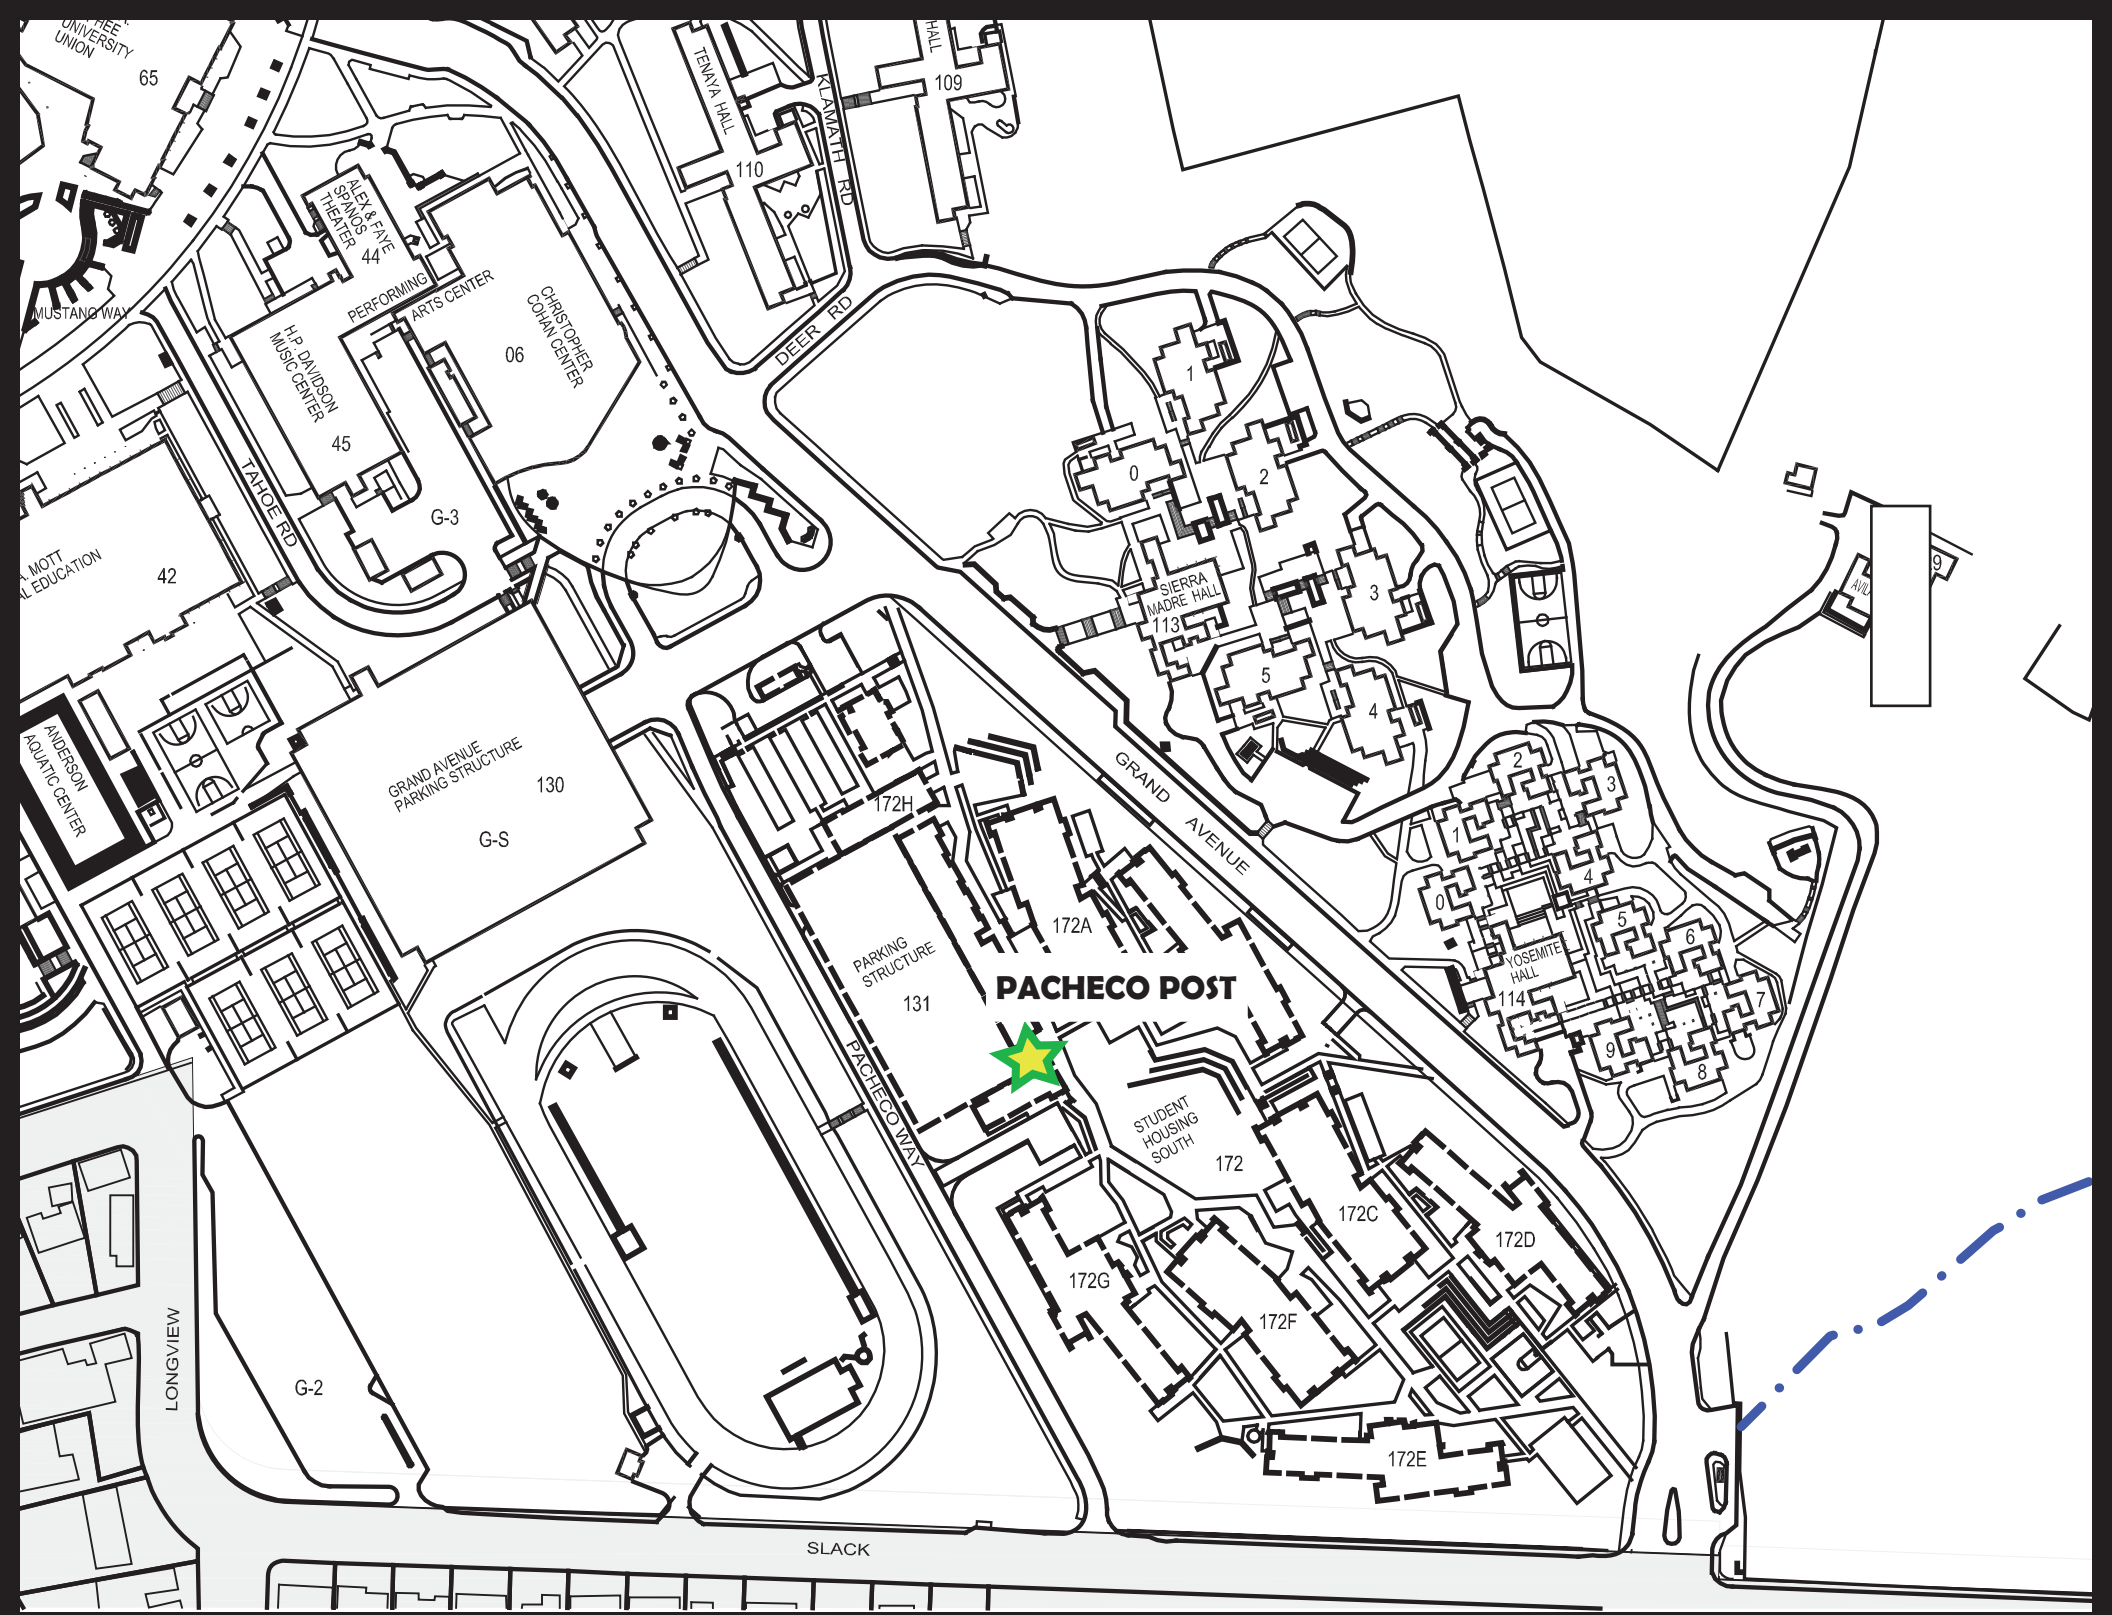 UNIVERSITY
UNION
65
TENAYA HALL
110
KLAMATH RD
HALL
109
ALEX & FAYE
SPANOS
THEATER
44
PERFORMING
ARTS CENTER
MUSTANG WAY
H.P. DAVIDSON
MUSIC CENTER
45
CHRISTOPHER
COHAN CENTER
06
DEER RD
TAHOE RD
G-3
MOTT
EDUCATION
42
ANDERSON
AQUATIC CENTER
GRAND AVENUE
PARKING STRUCTURE
130
G-S
1
0
2
SIERRA
MADRE HALL
113
3
5
4
9
GRAND AVENUE
2
3
1
4
0
5
6
YOSEMITE
HALL
114
7
9
8
172H
172A
PARKING
STRUCTURE
131
PACHECO POST
PACHECO WAY
STUDENT
HOUSING
SOUTH
172
172C
172D
172G
172F
172E
LONGVIEW
G-2
SLACK